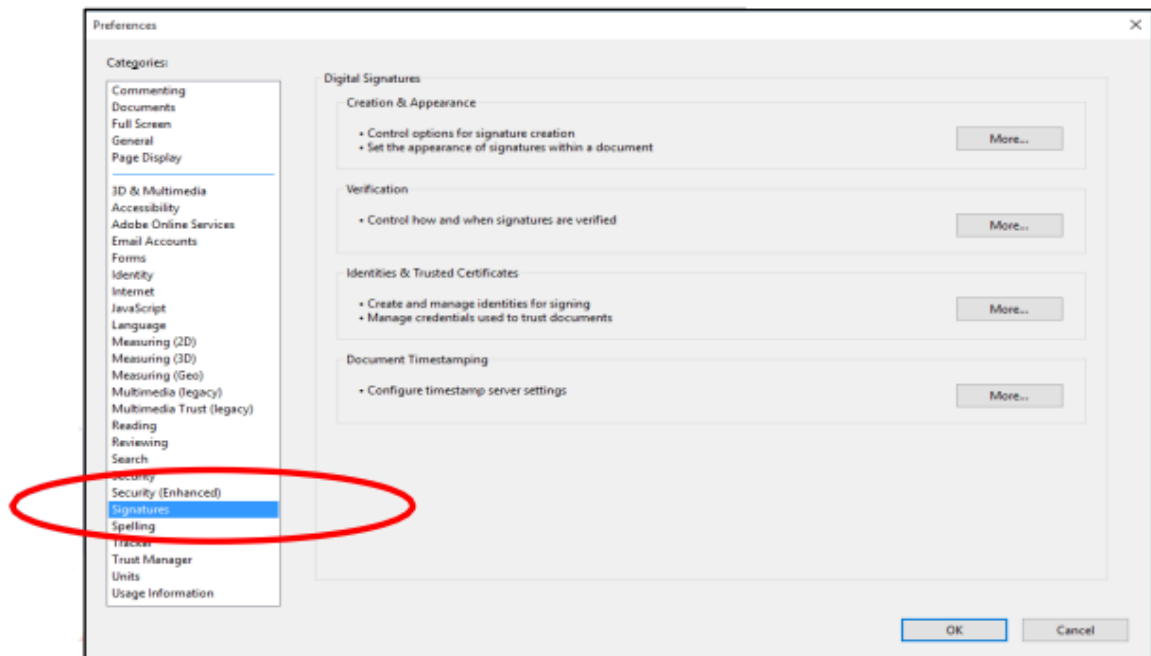 Preferences
Categories:
Commenting
Documents
Full Screen
General
Page Display
3D & Multimedia
Accessibility
Adobe Online Services
Email Accounts
Forms
Identity
Internet
JavaScript
Language
Measuring (2D)
Measuring (3D)
Measuring (Geo)
Multimedia (legacy)
Multimedia Trust (legacy)
Reading
Reviewing
Search
Security
Security (Enhanced)
Signatures
Spelling
Tracker
Trust Manager
Units
Usage Information
Digital Signatures
Creation & Appearance
• Control options for signature creation
• Set the appearance of signatures within a document
More...
Verification
• Control how and when signatures are verified
More...
Identities & Trusted Certificates
• Create and manage identities for signing
• Manage credentials used to trust documents
More...
Document Timestamping
• Configure timestamp server settings
More...
OK
Cancel